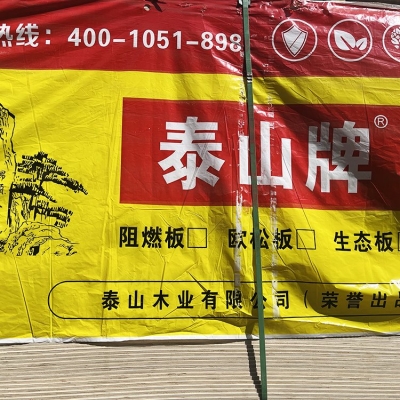 热线：400-1051-898
泰山牌®
阻燃板□ 欧松板□ 生态板□
泰山木业有限公司（荣誉出品